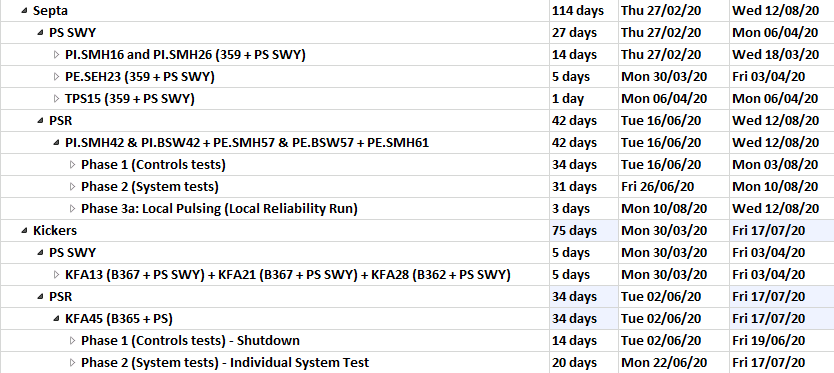 Septa 114 days Thu 27/02/20 Wed 12/08/20
PS SWY 27 days Thu 27/02/20 Mon 06/04/20
PI.SMH16 and PI.SMH26 (359 + PS SWY) 14 days Thu 27/02/20 Wed 18/03/20
PE.SEH23 (359 + PS SWY) 5 days Mon 30/03/20 Fri 03/04/20
TPS15 (359 + PS SWY) 1 day Mon 06/04/20 Mon 06/04/20
PSR 42 days Tue 16/06/20 Wed 12/08/20
PI.SMH42 & PI.BSW42 + PE.SMH57 & PE.BSW57 + PE.SMH61 42 days Tue 16/06/20 Wed 12/08/20
Phase 1 (Controls tests) 34 days Tue 16/06/20 Mon 03/08/20
Phase 2 (System tests) 31 days Fri 26/06/20 Mon 10/08/20
Phase 3a: Local Pulsing (Local Reliability Run) 3 days Mon 10/08/20 Wed 12/08/20
Kickers 75 days Mon 30/03/20 Fri 17/07/20
PS SWY 5 days Mon 30/03/20 Fri 03/04/20
KFA13 (B367 + PS SWY) + KFA21 (B367 + PS SWY) + KFA28 (B362 + PS SWY) 5 days Mon 30/03/20 Fri 03/04/20
PSR 34 days Tue 02/06/20 Fri 17/07/20
KFA45 (B365 + PS) 34 days Tue 02/06/20 Fri 17/07/20
Phase 1 (Controls tests) - Shutdown 14 days Tue 02/06/20 Fri 19/06/20
Phase 2 (System tests) - Individual System Test 20 days Mon 22/06/20 Fri 17/07/20